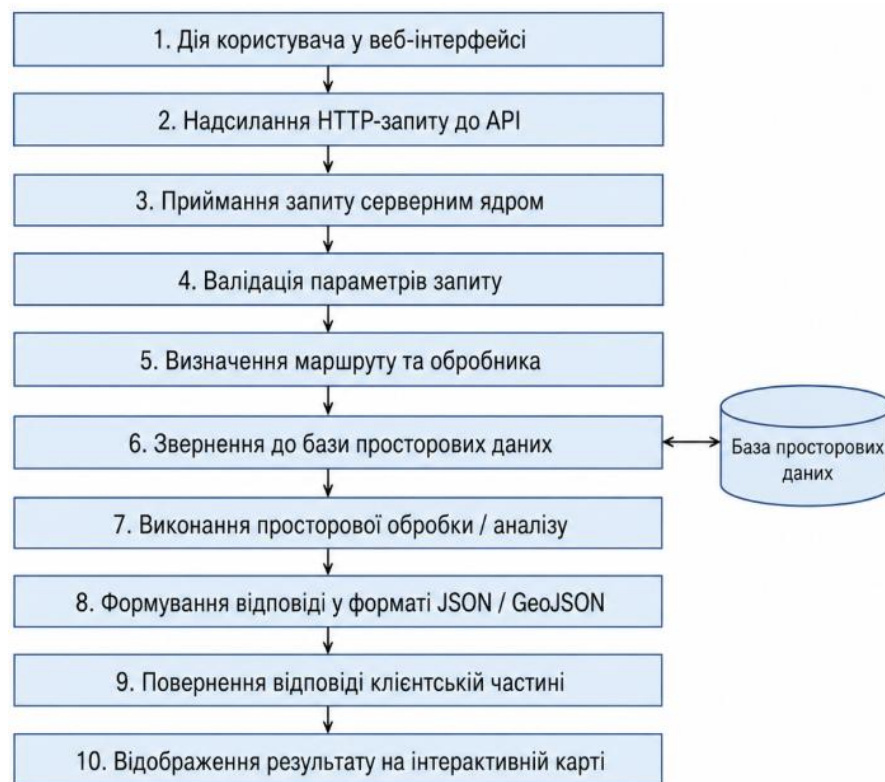 1. Дія користувача у веб-інтерфейсі
2. Надсилання HTTP-запиту до API
3. Приймання запиту серверним ядром
4. Валідація параметрів запиту
5. Визначення маршруту та обробника
6. Звернення до бази просторових даних
База просторових
даних
7. Виконання просторової обробки / аналізу
8. Формування відповіді у форматі JSON / GeoJSON
9. Повернення відповіді клієнтській частині
10. Відображення результату на інтерактивній карті